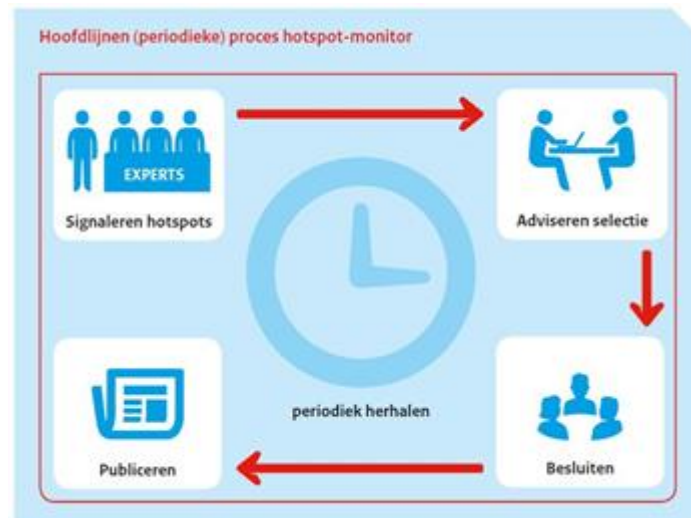 Hoofdlijnen (periodieke) proces hotspot-monitor
EXPERTS
Signaleren hotspots
Adviseren selectie
periodiek herhalen
Publiceren
Besluiten